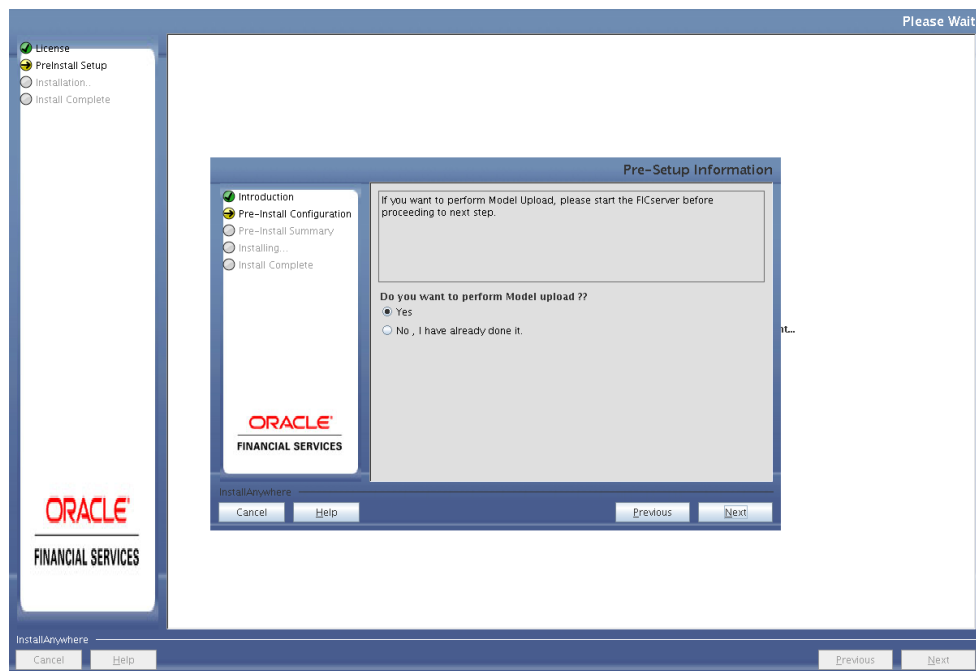 Please Wait
License
PreInstall Setup
Installation..
Install Complete
Pre-Setup Information
Introduction
Pre-Install Configuration
Pre-Install Summary
Installing...
Install Complete
If you want to perform Model Upload, please start the FICserver before
proceeding to next step.
Do you want to perform Model upload ??
Yes
No , I have already done it.
nt...
ORACLE'
FINANCIAL SERVICES
InstallAnywhere
Cancel
Help
Previous
Next
ORACLE'
FINANCIAL SERVICES
InstallAnywhere
Cancel
Help
Previous
Next